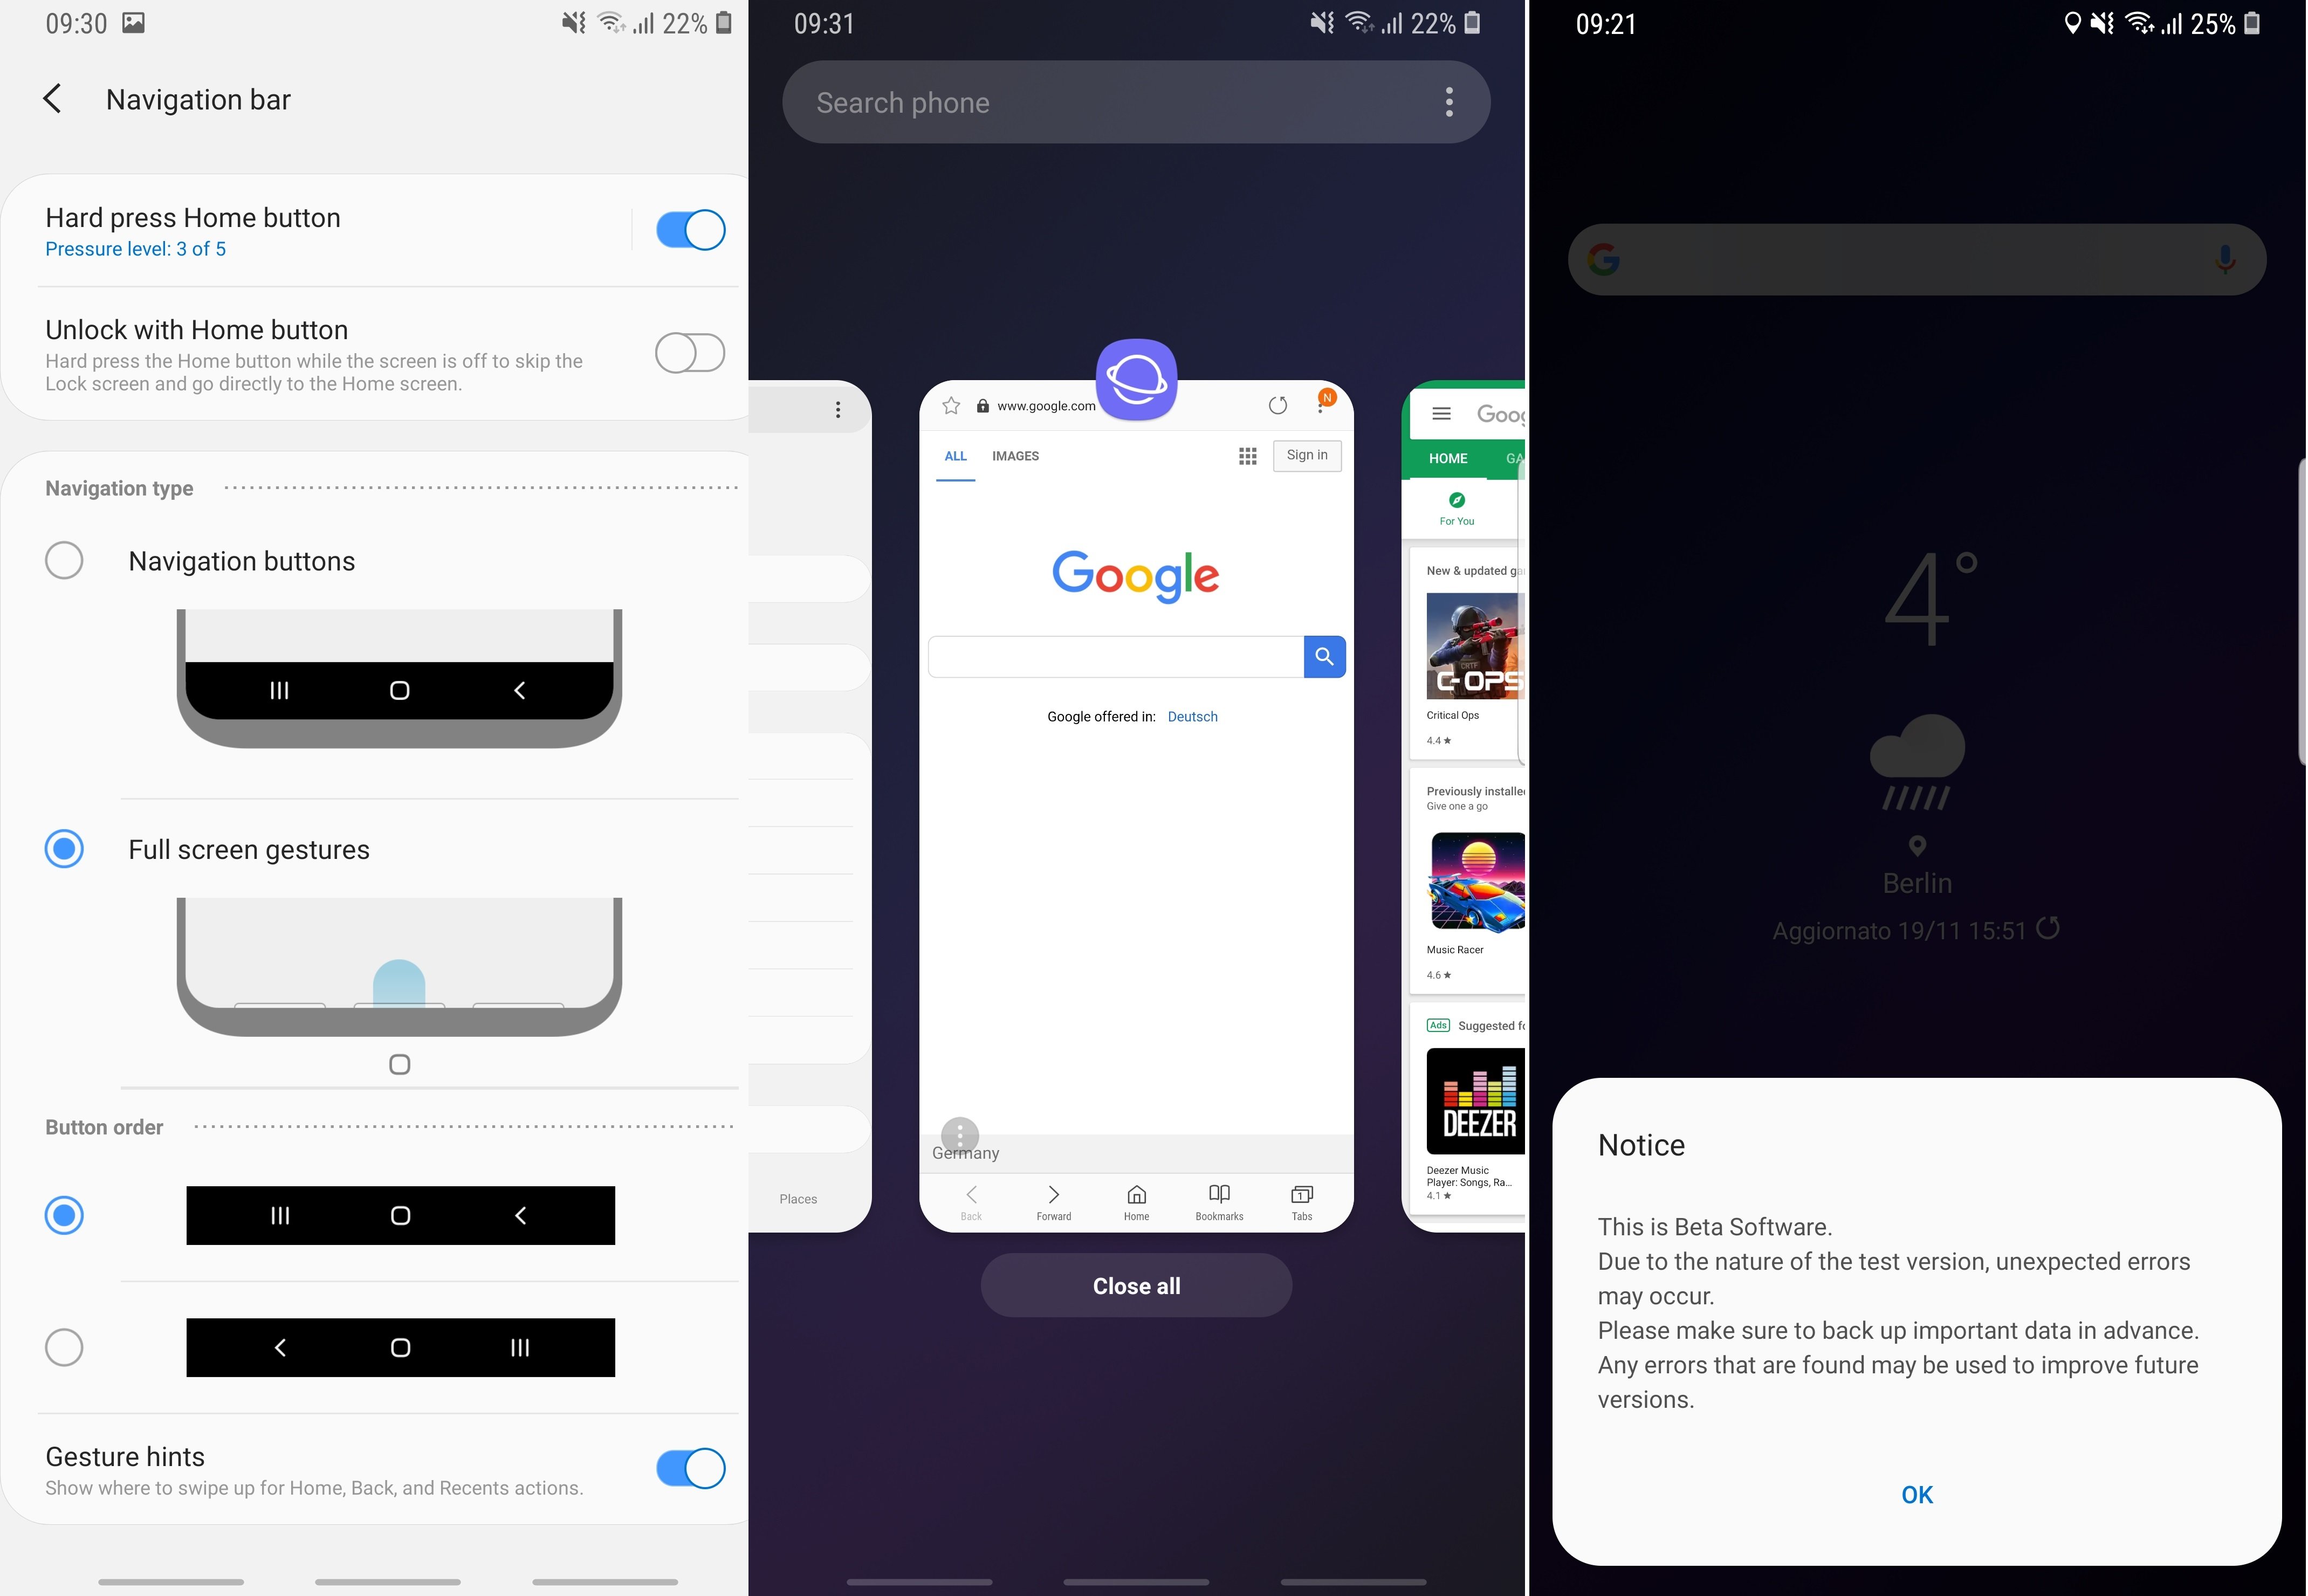 09:30
22%
Navigation bar
Hard press Home button
Pressure level: 3 of 5
Unlock with Home button
Hard press the Home button while the screen is off to skip the
Lock screen and go directly to the Home screen.
Navigation type
Navigation buttons
Full screen gestures
Button order
Gesture hints
Show where to swipe up for Home, Back, and Recents actions.
09:31
22%
Search phone
Places
www.google.com
N
ALL IMAGES
Sign in
Google
Google offered in: Deutsch
Germany
Back Forward Home Bookmarks 1 Tabs
Goog
HOME GA
For You
New & updated ga
CRTF
C-OPS
Critical Ops
4.4 ★
Previously installe
Give one a go
Music Racer
4.6 ★
Ads Suggested fo
DEEZER
Deezer Music
Player: Songs, Ra...
4.1 ★
Close all
09:21
25%
G
4°
Berlin
Aggiornato 19/11 15:51
Notice
This is Beta Software.
Due to the nature of the test version, unexpected errors
may occur.
Please make sure to back up important data in advance.
Any errors that are found may be used to improve future
versions.
OK